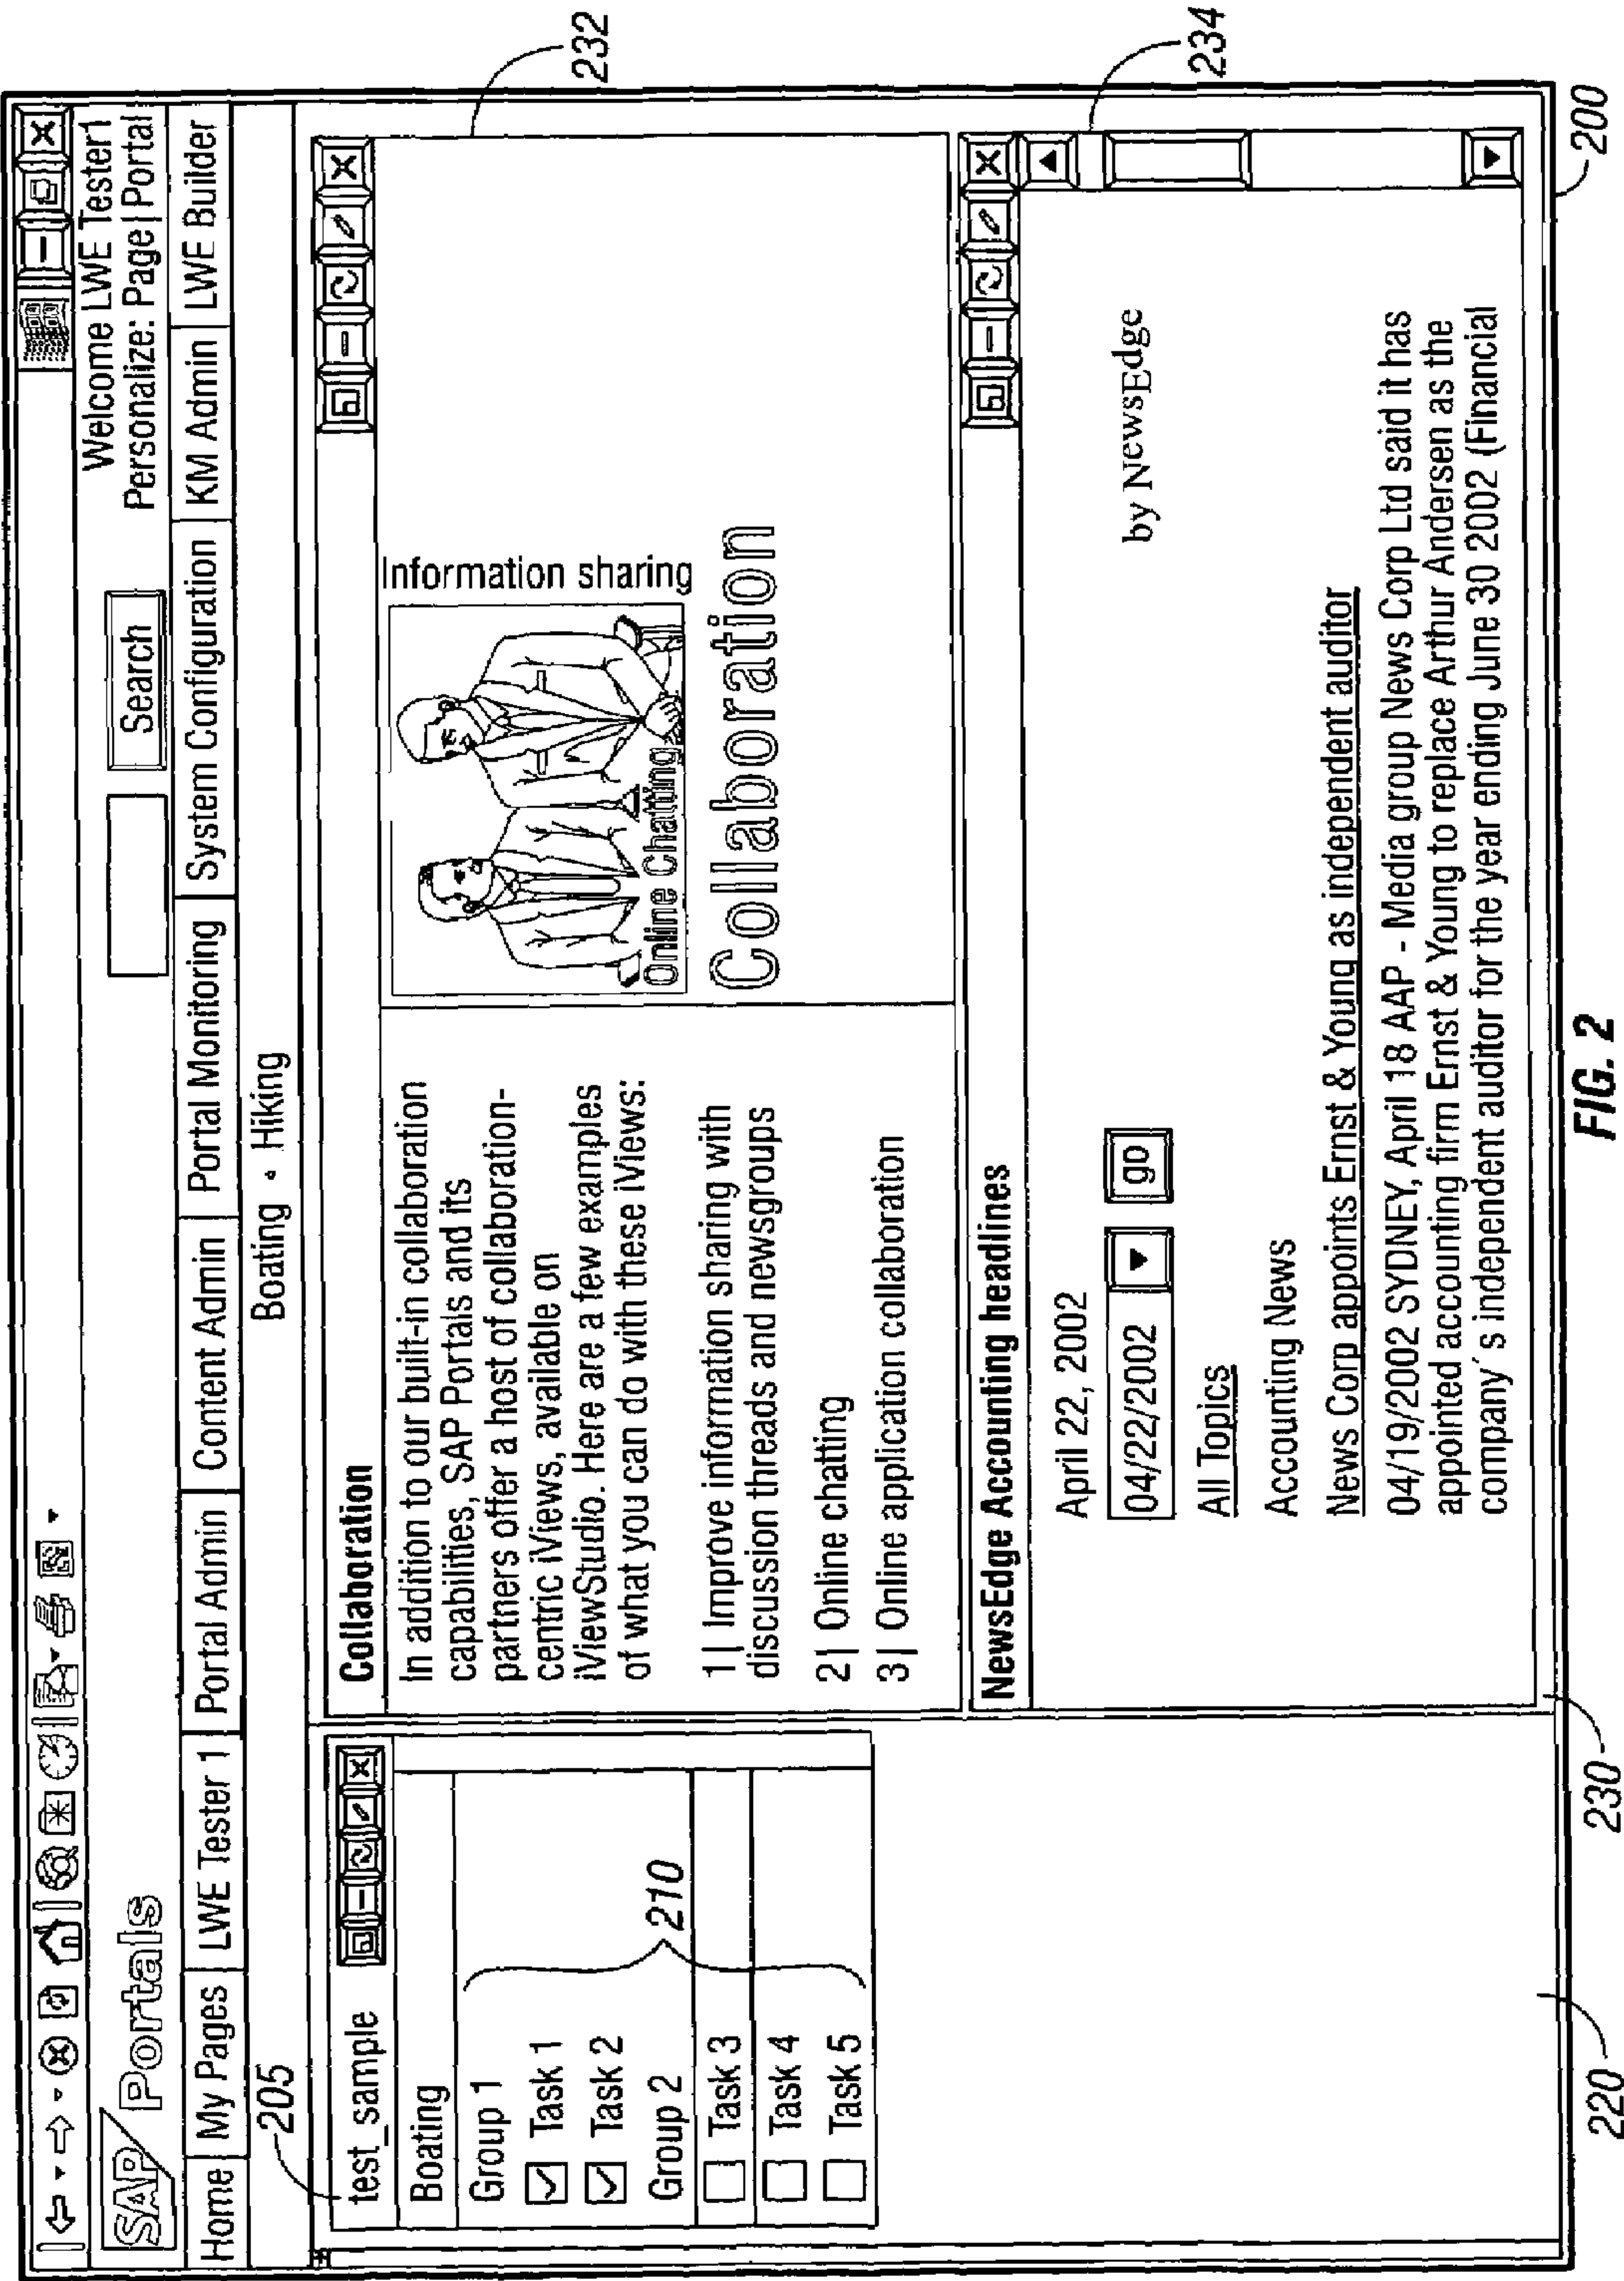 Welcome LWE Tester1
SAP Portals
Search
Personalize: Page | Portal
Home | My Pages | LWE Tester 1 | Portal Admin | Content Admin | Portal Monitoring | System Configuration | KM Admin | LWE Builder
Boating • Hiking
205
test_sample
Boating
Group 1
Task 1
Task 2
Group 2
Task 3
Task 4
Task 5
210
220
Collaboration
In addition to our built-in collaboration
capabilities, SAP Portals and its
partners offer a host of collaboration-
centric iViews, available on
iViewStudio. Here are a few examples
of what you can do with these iViews:
1| Improve information sharing with
discussion threads and newsgroups
2| Online chatting
3| Online application collaboration
Information sharing
Online Chatting
Collaboration
232
NewsEdge Accounting headlines
April 22, 2002
04/22/2002 go
by NewsEdge
All Topics
Accounting News
News Corp appoints Ernst & Young as independent auditor
04/19/2002 SYDNEY, April 18 AAP - Media group News Corp Ltd said it has
appointed accounting firm Ernst & Young to replace Arthur Andersen as the
company´s independent auditor for the year ending June 30 2002 (Financial
234
230
200
FIG. 2